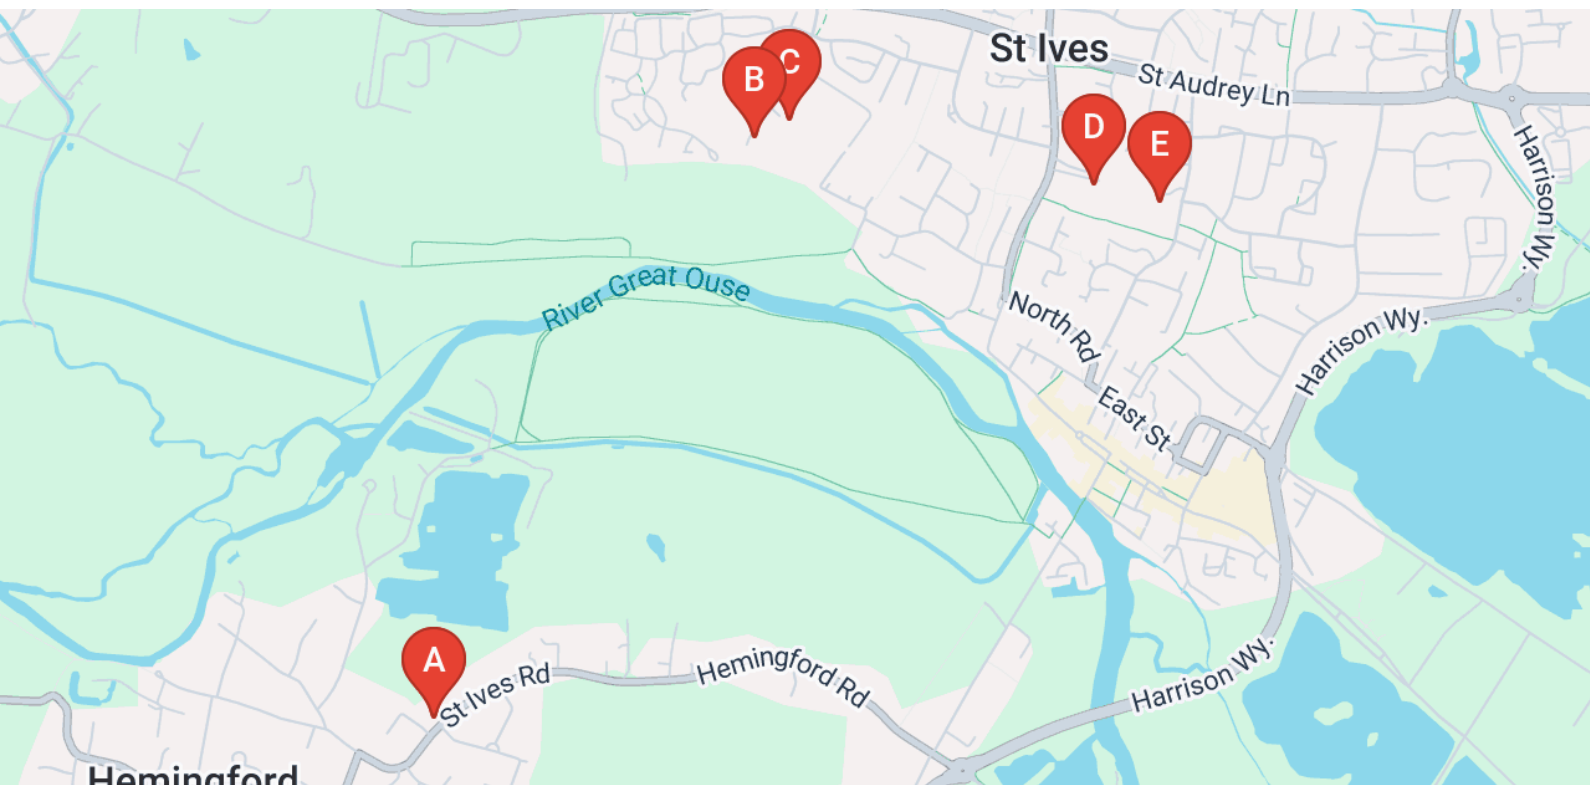 St Ives
C
B
St Audrey Ln
D
E
Harrison Wy.
River Great Ouse
North Rd
Harrison Wy.
East St
A
St Ives Rd
Hemingford Rd
Harrison Wy.
Hemingford